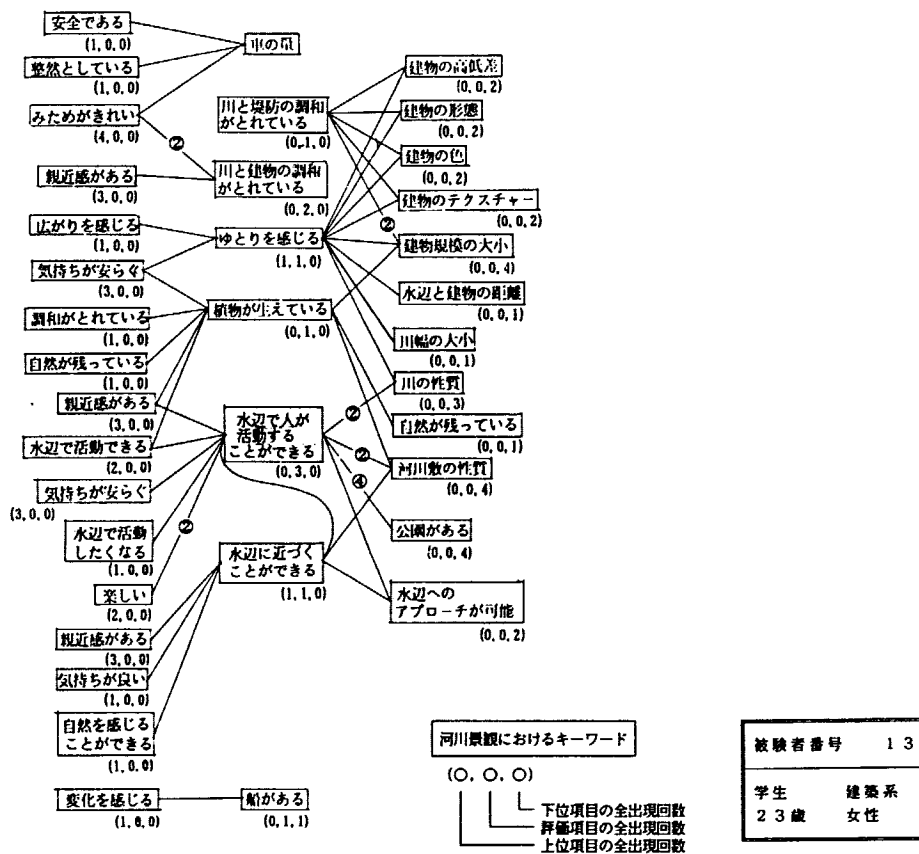 安全である
(1,0,0)
整然としている
(1,0,0)
みためがきれい
(4,0,0)
②
親近感がある
(3,0,0)
広がりを感じる
(1,0,0)
気持ちが安らぐ
(3,0,0)
調和がとれている
(1,0,0)
自然が残っている
(1,0,0)
親近感がある
(3,0,0)
水辺で活動できる
(2,0,0)
気持ちが安らぐ
(3,0,0)
②
水辺で活動
したくなる
(1,0,0)
楽しい
(2,0,0)
親近感がある
(3,0,0)
気持ちが良い
(1,0,0)
自然を感じる
ことができる
(1,0,0)
変化を感じる
(1,0,0)
車の量
川と堤防の調和
がとれている
(0,1,0)
川と建物の調和
がとれている
(0,2,0)
ゆとりを感じる
(1,1,0)
植物が生えている
(0,1,0)
水辺で人が
活動する
ことができる
(0,3,0)
水辺に近づく
ことができる
(1,1,0)
船がある
(0,1,1)
建物の高低差
(0,0,2)
建物の形態
(0,0,2)
建物の色
(0,0,2)
建物のテクスチャー
(0,0,2)
②
建物規模の大小
(0,0,4)
水辺と建物の距離
(0,0,1)
川幅の大小
(0,0,1)
川の性質
(0,0,3)
②
自然が残っている
(0,0,1)
②
河川敷の性質
(0,0,4)
④
公園がある
(0,0,4)
水辺への
アプローチが可能
(0,0,2)
河川景観におけるキーワード
(○,○,○)
下位項目の全出現回数
評価項目の全出現回数
上位項目の全出現回数
被験者番号 13
学生 建築系
23歳 女性